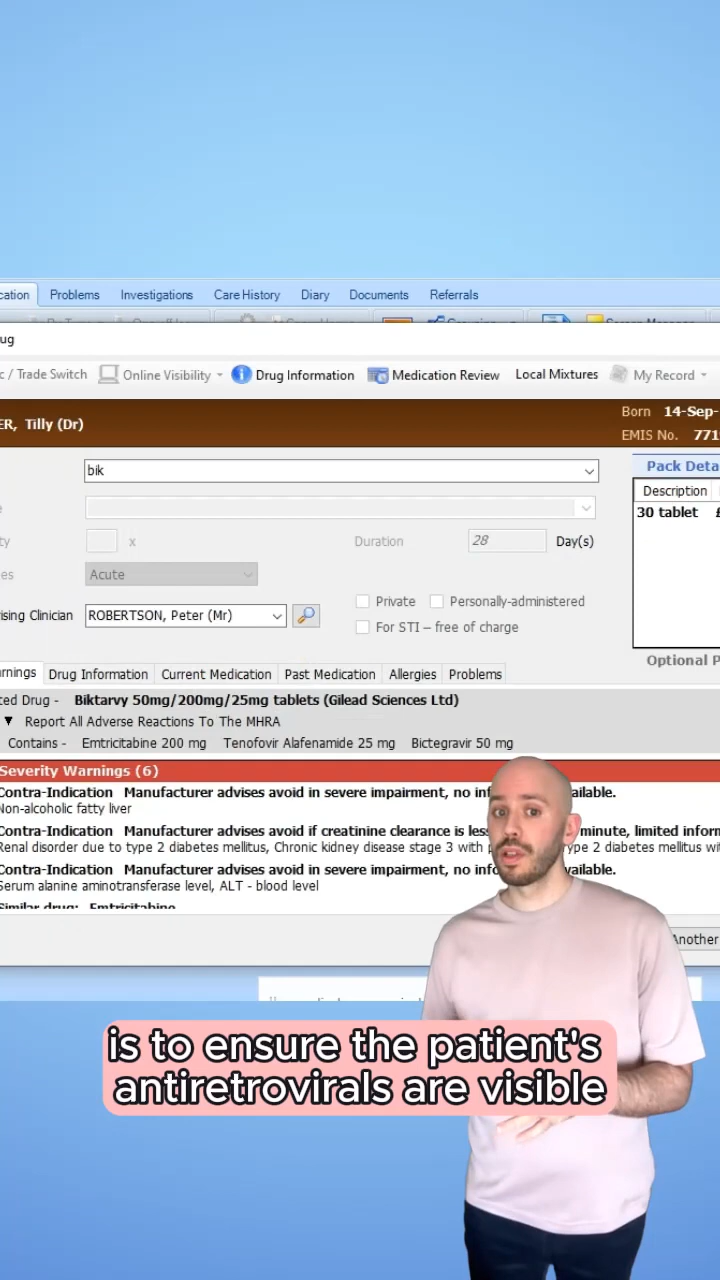 cation Problems Investigations Care History Diary Documents Referrals
ug
c / Trade Switch Online Visibility Drug Information Medication Review Local Mixtures My Record
ER, Tilly (Dr)
Born 14-Sep-
EMIS No. 771
bik
Pack Deta
Description
30 tablet £
ity x Duration 28 Day(s)
es Acute
Private Personally-administered
ising Clinician ROBERTSON, Peter (Mr)
For STI – free of charge
Optional P
rnings Drug Information Current Medication Past Medication Allergies Problems
ted Drug - Biktarvy 50mg/200mg/25mg tablets (Gilead Sciences Ltd)
Report All Adverse Reactions To The MHRA
Contains - Emtricitabine 200 mg Tenofovir Alafenamide 25 mg Bictegravir 50 mg
Severity Warnings (6)
Contra-Indication Manufacturer advises avoid in severe impairment, no inf ailable.
Non-alcoholic fatty liver
Contra-Indication Manufacturer advises avoid if creatinine clearance is les minute, limited inform
Renal disorder due to type 2 diabetes mellitus, Chronic kidney disease stage 3 with ype 2 diabetes mellitus wi
Contra-Indication Manufacturer advises avoid in severe impairment, no info ailable.
Serum alanine aminotransferase level, ALT - blood level
Similar drug: Emtricitabine
Another
is to ensure the patient's
antiretrovirals are visible